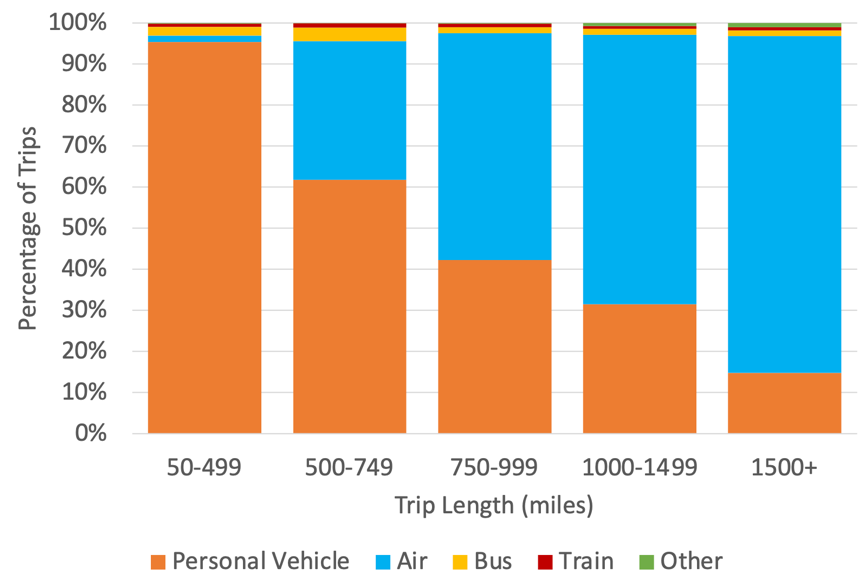 100%
90%
80%
70%
60%
50%
40%
30%
20%
10%
0%
Percentage of Trips
50-499 500-749 750-999 1000-1499 1500+
Trip Length (miles)
Personal Vehicle Air Bus Train Other